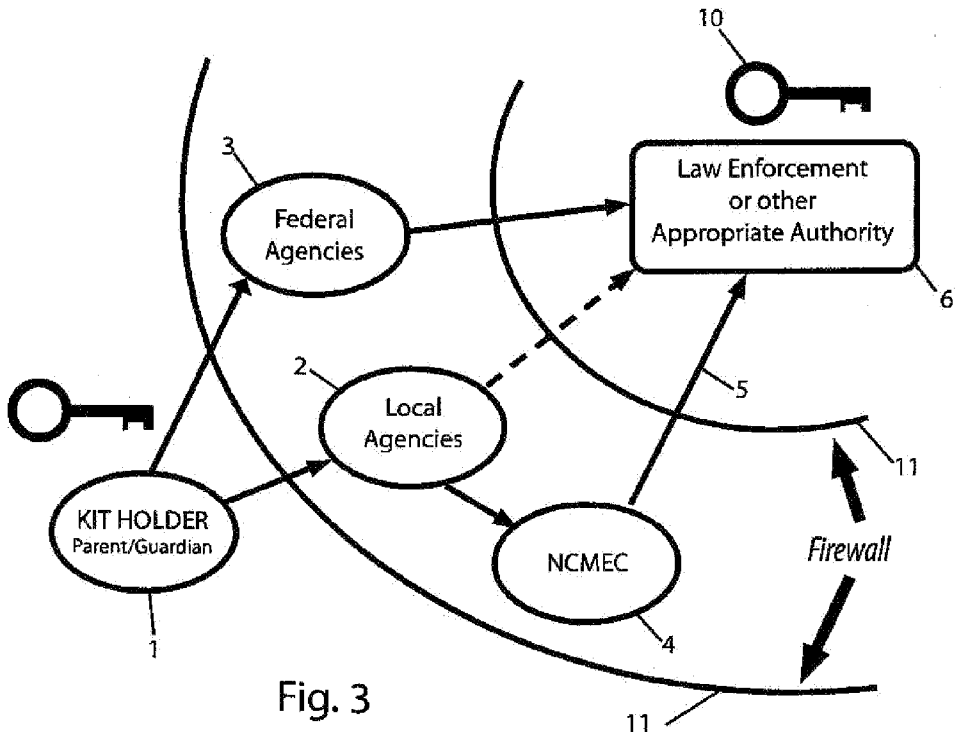 10
3
Federal
Agencies
Law Enforcement
or other
Appropriate Authority
6
2
Local
Agencies
5
11
KIT HOLDER
Parent/Guardian
NCMEC
Firewall
1
4
Fig. 3
11